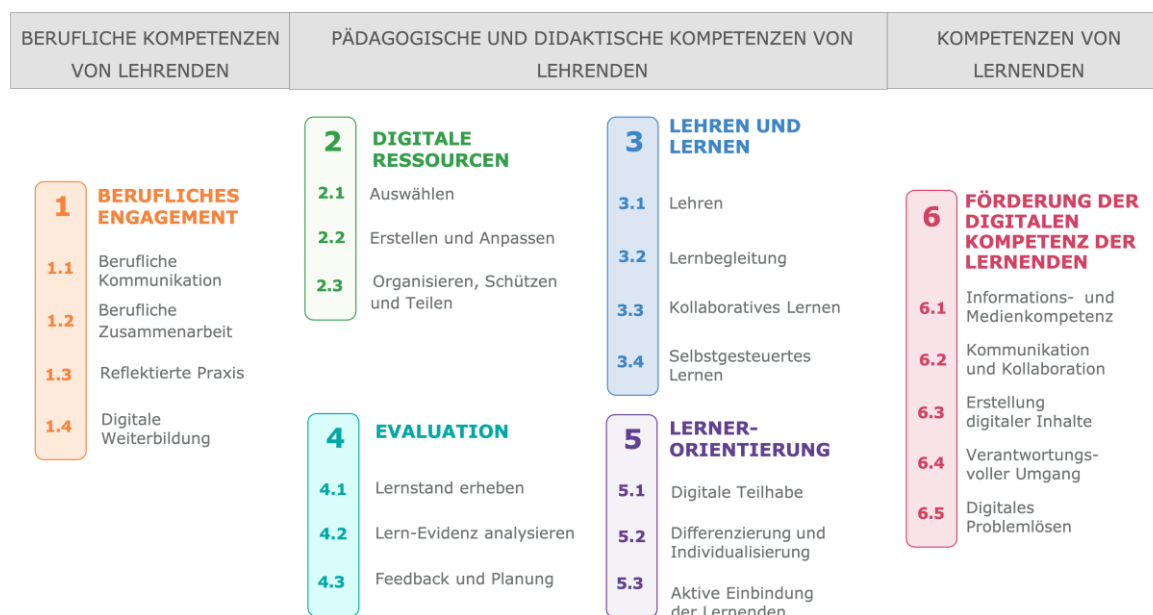 BERUFLICHE KOMPETENZEN
VON LEHRENDEN
PÄDAGOGISCHE UND DIDAKTISCHE KOMPETENZEN VON
LEHRENDEN
KOMPETENZEN VON
LERNENDEN
1 BERUFLICHES
ENGAGEMENT
1.1 Berufliche
Kommunikation
1.2 Berufliche
Zusammenarbeit
1.3 Reflektierte Praxis
1.4 Digitale
Weiterbildung
2 DIGITALE
RESSOURCEN
2.1 Auswählen
2.2 Erstellen und Anpassen
2.3 Organisieren, Schützen
und Teilen
3 LEHREN UND
LERNEN
3.1 Lehren
3.2 Lernbegleitung
3.3 Kollaboratives Lernen
3.4 Selbstgesteuertes
Lernen
4 EVALUATION
4.1 Lernstand erheben
4.2 Lern-Evidenz analysieren
4.3 Feedback und Planung
5 LERNER-
ORIENTIERUNG
5.1 Digitale Teilhabe
5.2 Differenzierung und
Individualisierung
5.3 Aktive Einbindung
der Lernenden
6 FÖRDERUNG DER
DIGITALEN
KOMPETENZ DER
LERNENDEN
6.1 Informations- und
Medienkompetenz
6.2 Kommunikation
und Kollaboration
6.3 Erstellung
digitaler Inhalte
6.4 Verantwortungs-
voller Umgang
6.5 Digitales
Problemlösen